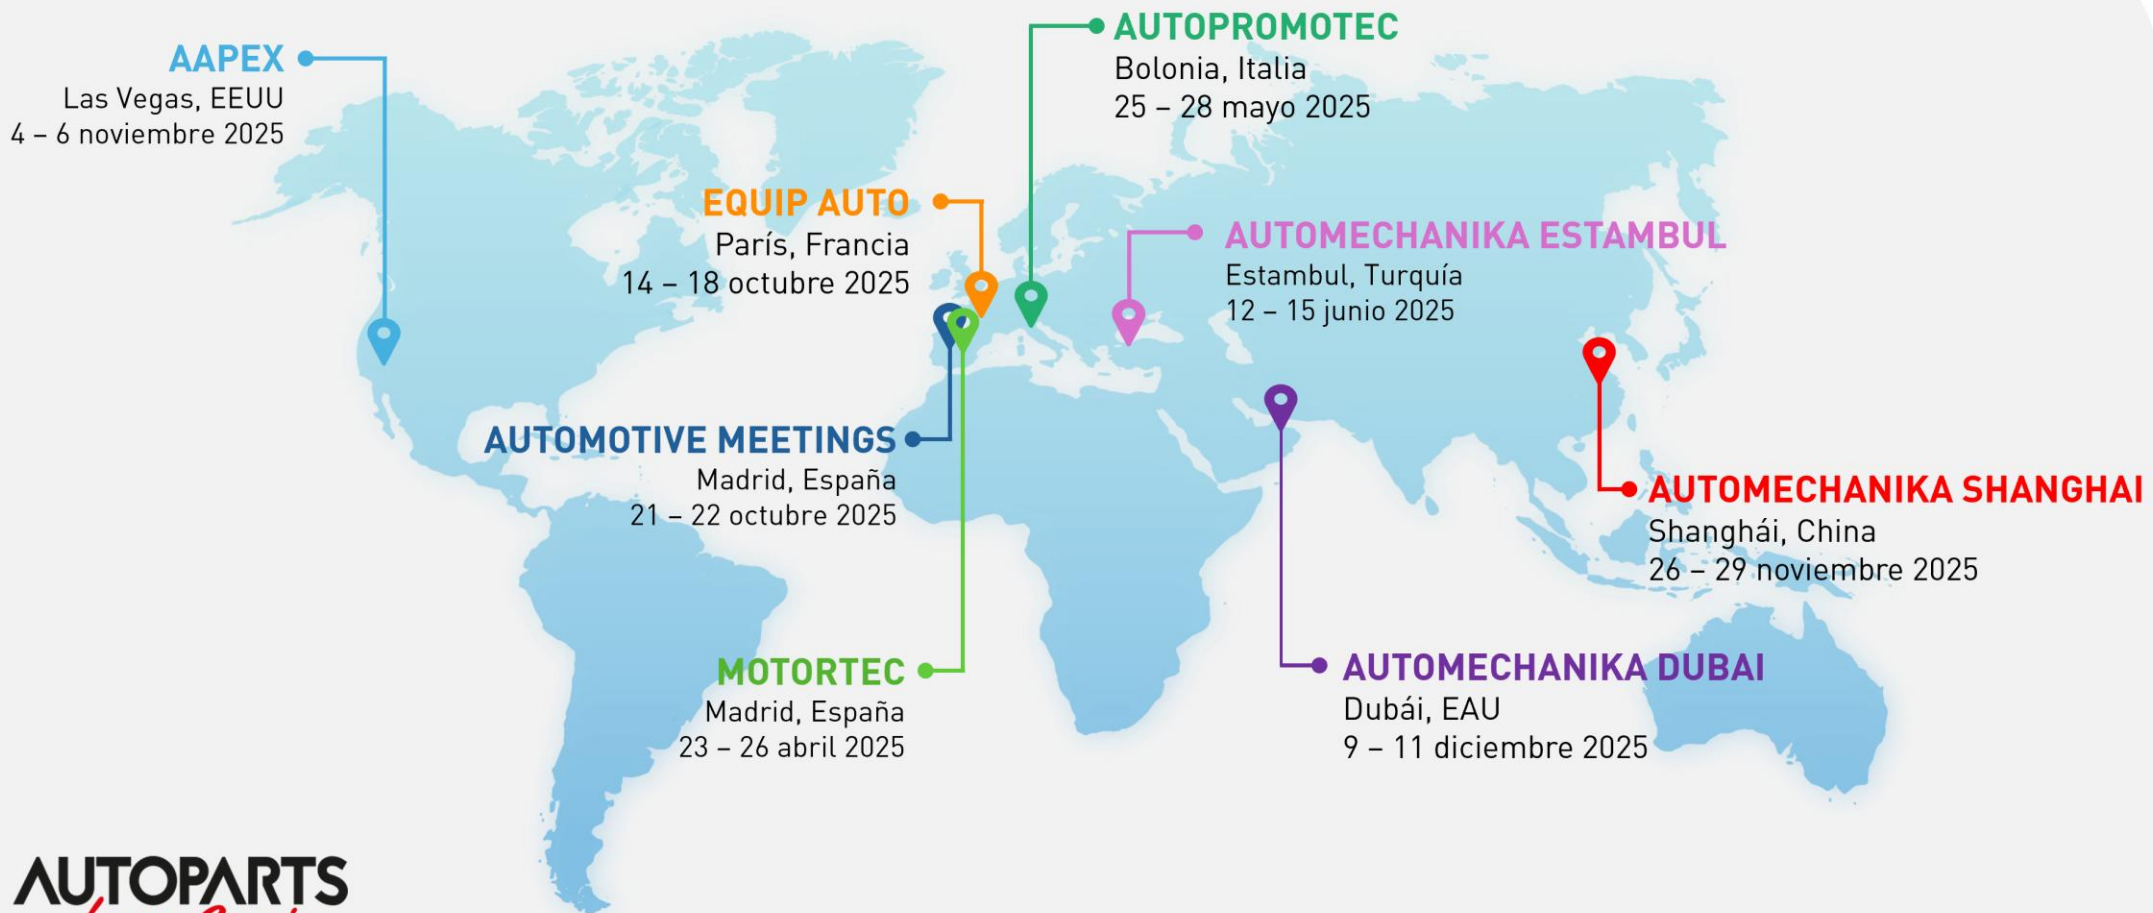 AAPEX
Las Vegas, EEUU
4 – 6 noviembre 2025
AUTOPROMOTEC
Bolonia, Italia
25 – 28 mayo 2025
EQUIP AUTO
París, Francia
14 – 18 octubre 2025
AUTOMECHANIKA ESTAMBUL
Estambul, Turquía
12 – 15 junio 2025
AUTOMOTIVE MEETINGS
Madrid, España
21 – 22 octubre 2025
AUTOMECHANIKA SHANGHAI
Shanghái, China
26 – 29 noviembre 2025
MOTORTEC
Madrid, España
23 – 26 abril 2025
AUTOMECHANIKA DUBAI
Dubái, EAU
9 – 11 diciembre 2025
AUTOPARTS